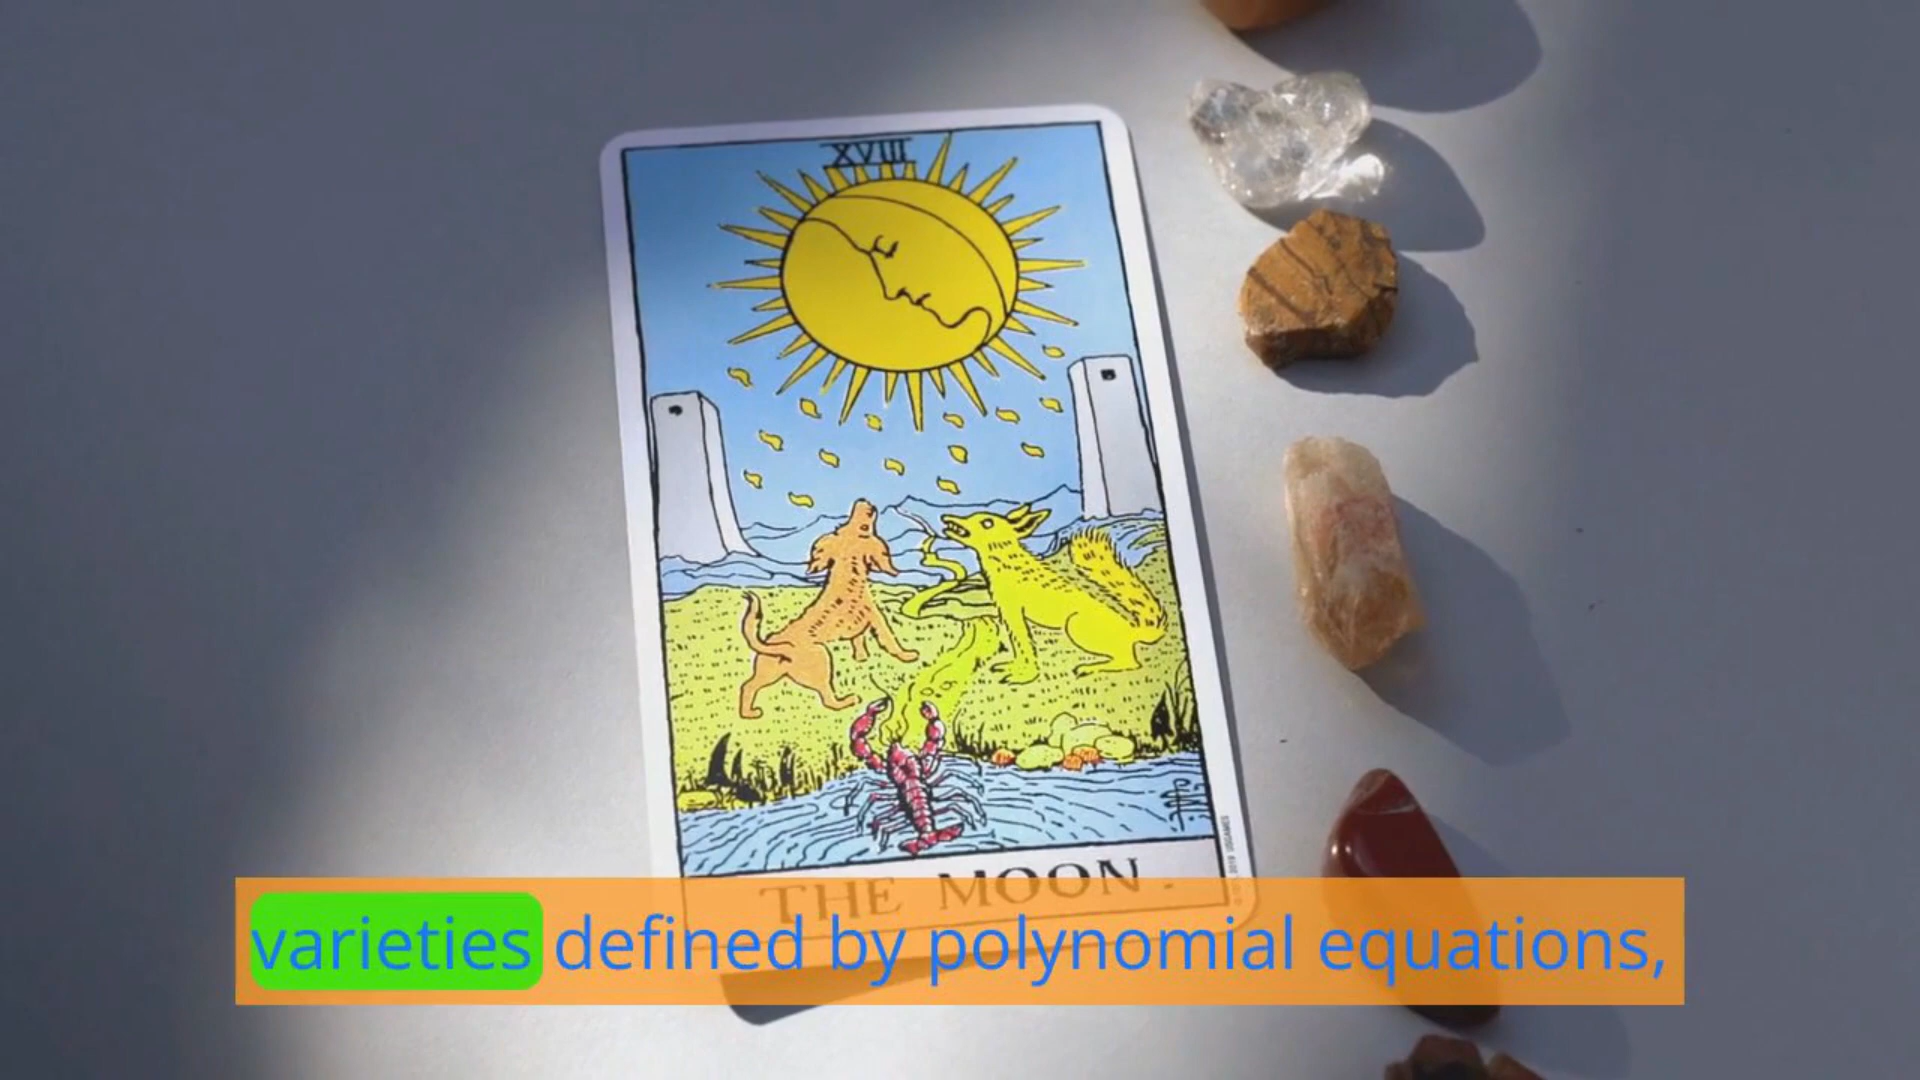 XVIII
THE MOON.
varieties defined by polynomial equations,